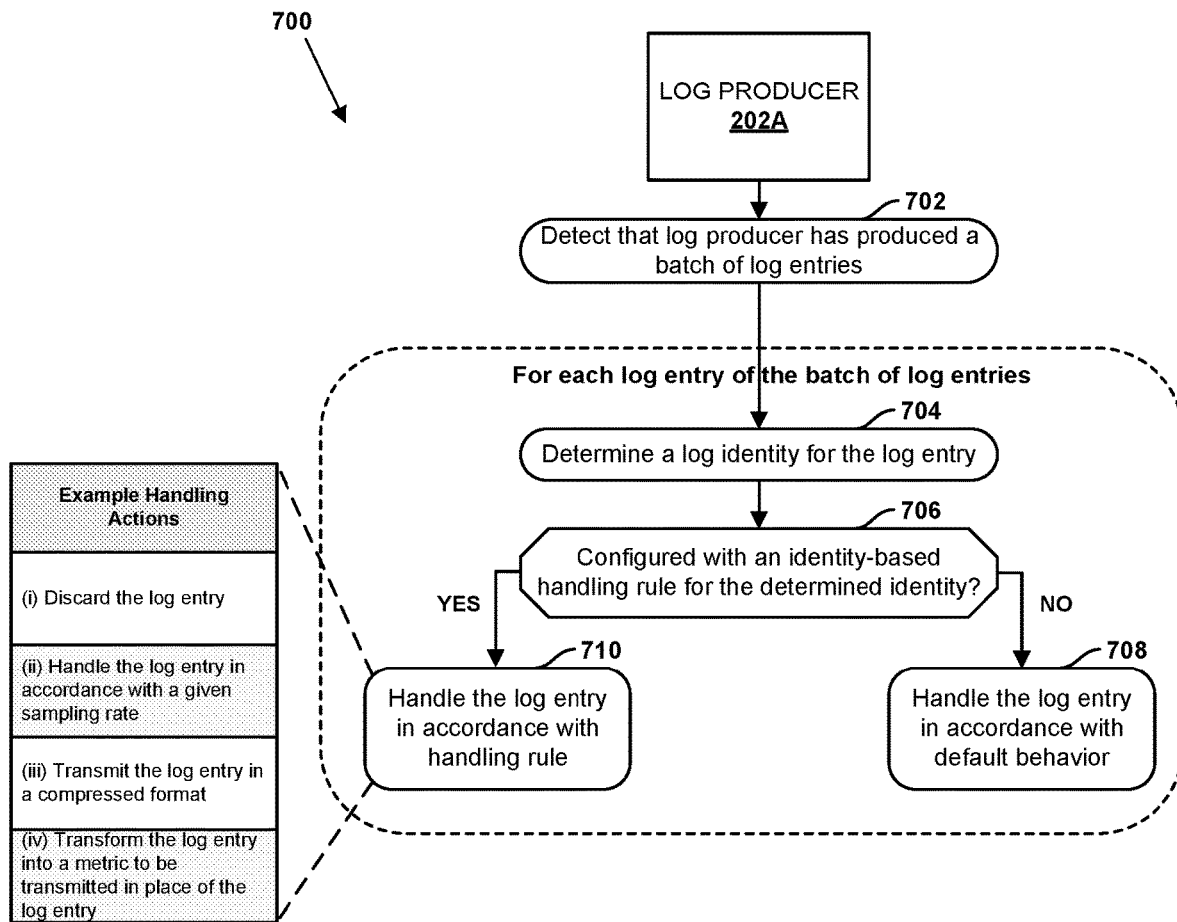 700
LOG PRODUCER
202A
702
Detect that log producer has produced a
batch of log entries
For each log entry of the batch of log entries
704
Determine a log identity for the log entry
706
Configured with an identity-based
handling rule for the determined identity?
YES
NO
710
Handle the log entry
in accordance with
handling rule
708
Handle the log entry
in accordance with
default behavior
Example Handling
Actions
(i) Discard the log entry
(ii) Handle the log entry in
accordance with a given
sampling rate
(iii) Transmit the log entry in
a compressed format
(iv) Transform the log entry
into a metric to be
transmitted in place of the
log entry